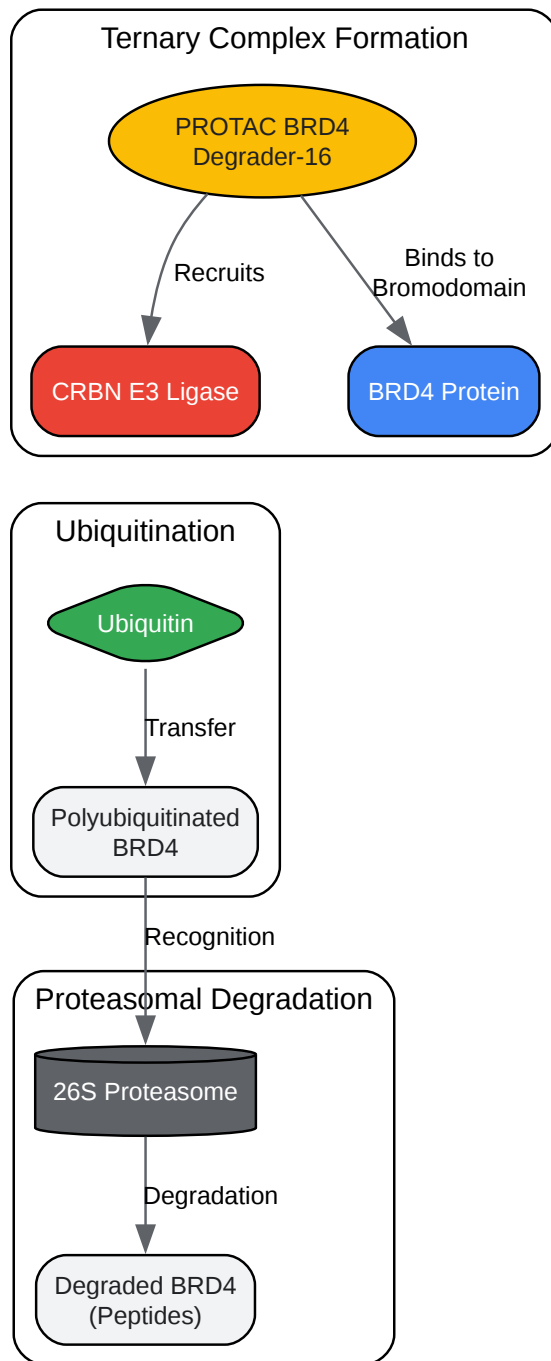 Ternary Complex Formation
PROTAC BRD4
Degrader-16
Recruits
Binds to
Bromodomain
CRBN E3 Ligase
BRD4 Protein
Ubiquitination
Ubiquitin
Transfer
Polyubiquitinated
BRD4
Recognition
Proteasomal Degradation
26S Proteasome
Degradation
Degraded BRD4
(Peptides)